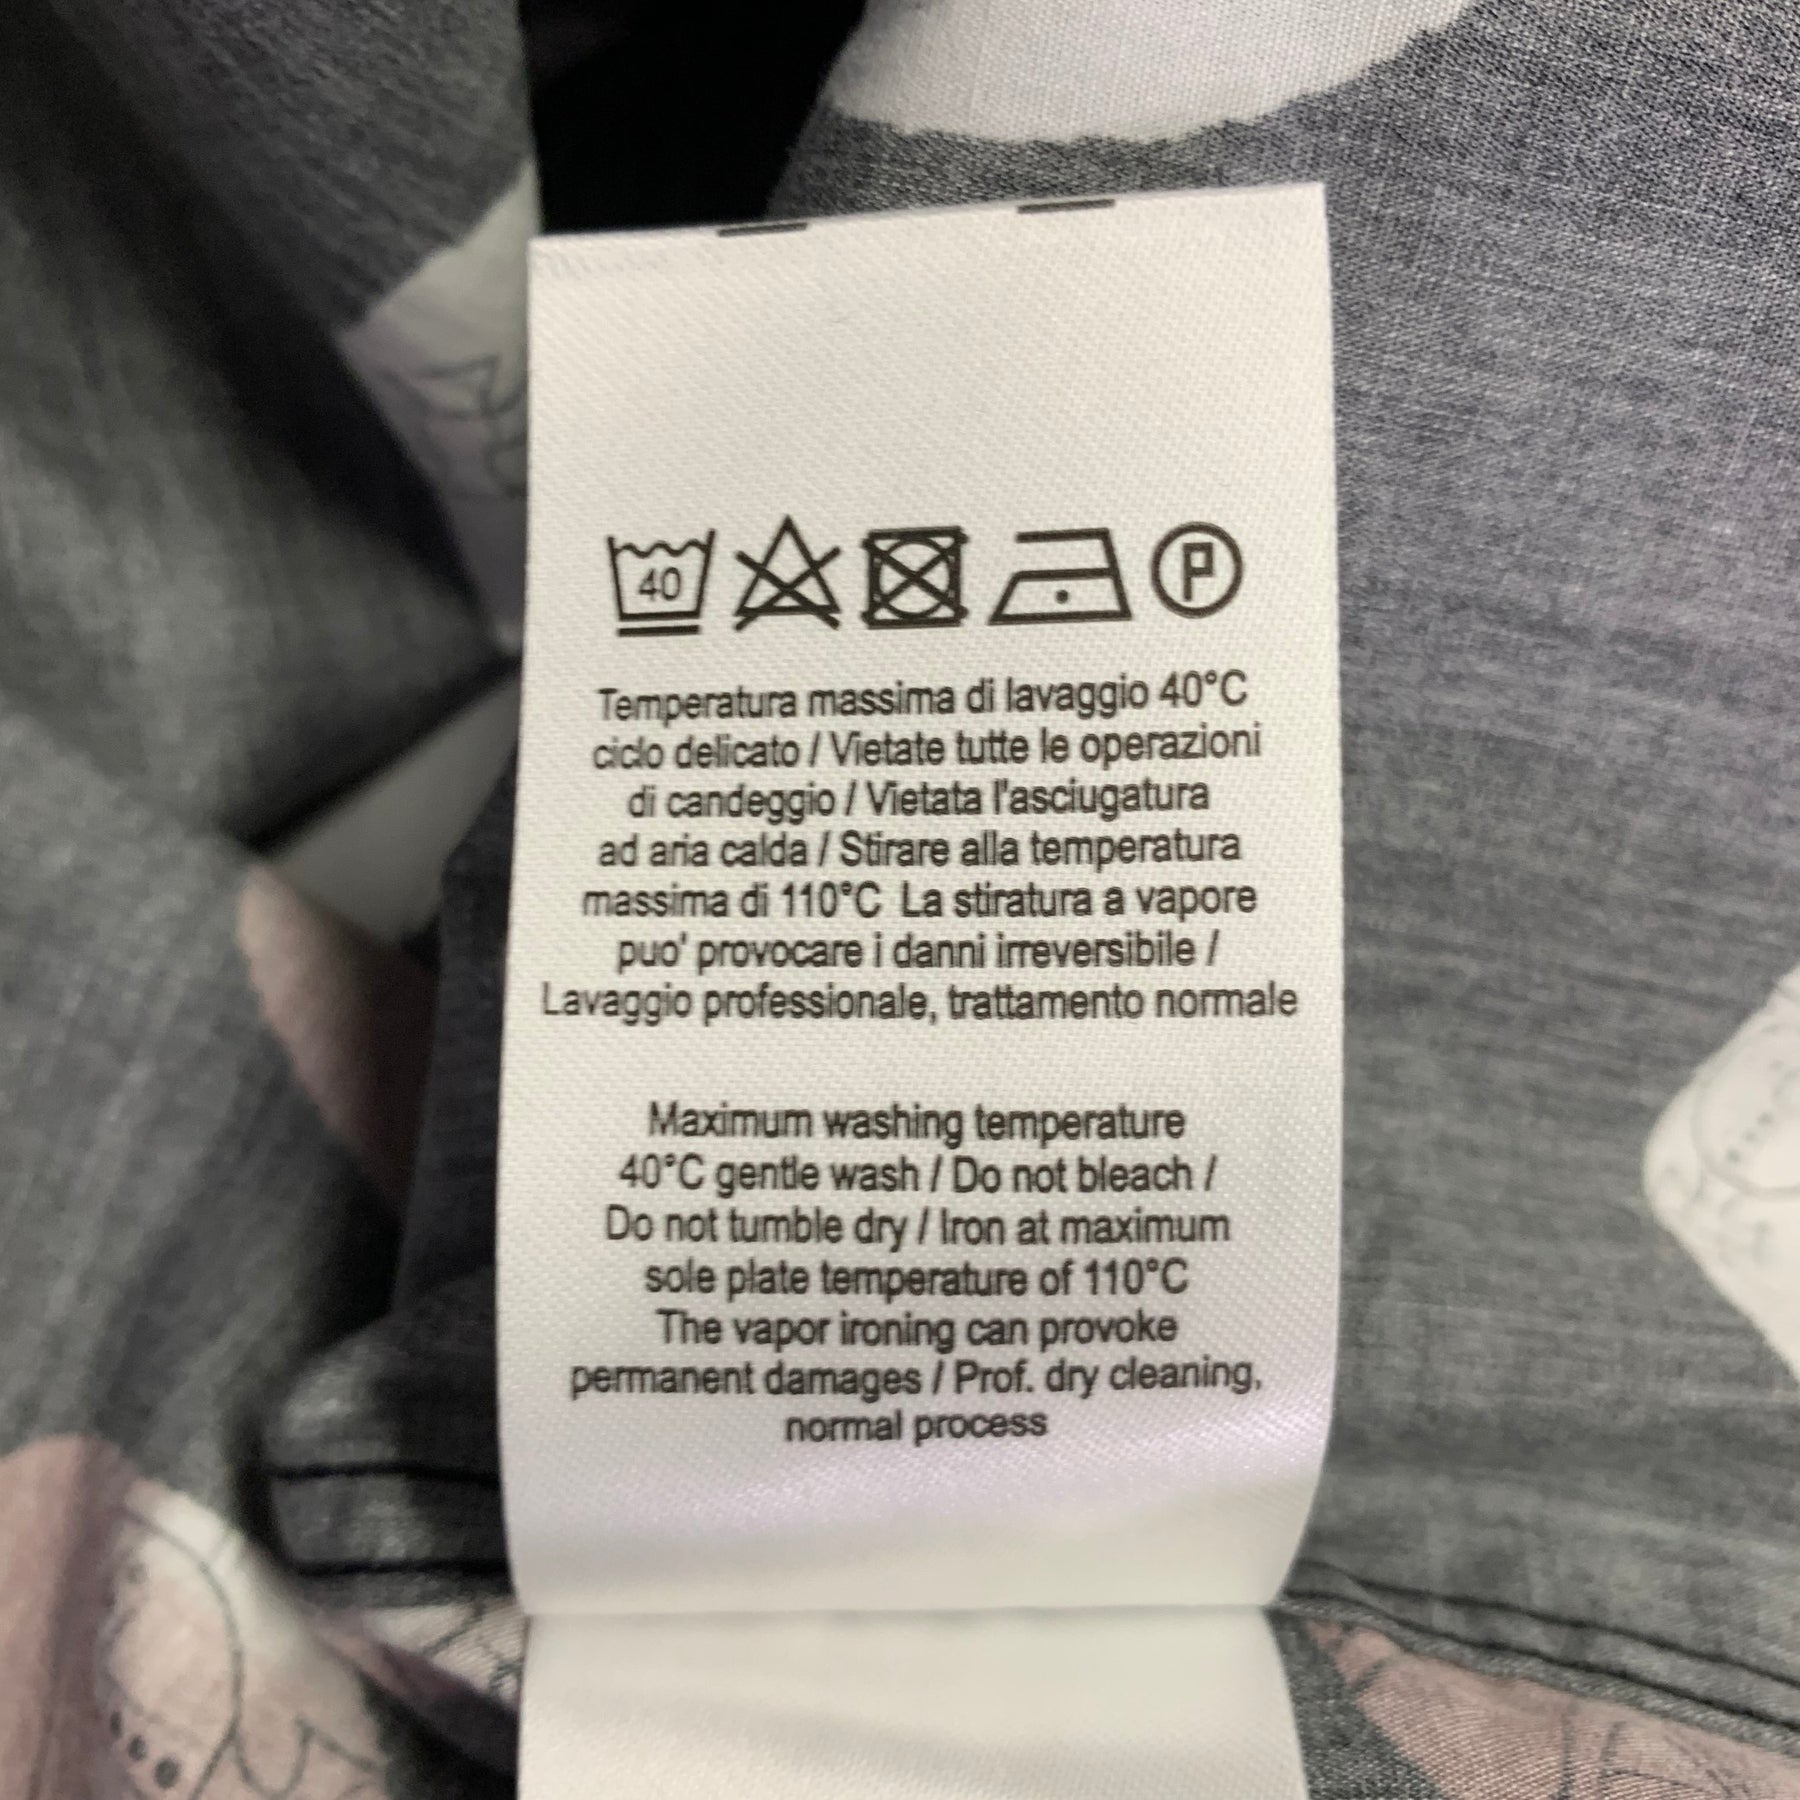 40 P
Temperatura massima di lavaggio 40°C
ciclo delicato / Vietate tutte le operazioni
di candeggio / Vietata l'asciugatura
ad aria calda / Stirare alla temperatura
massima di 110°C La stiratura a vapore
puo' provocare i danni irreversibile /
Lavaggio professionale, trattamento normale
Maximum washing temperature
40°C gentle wash / Do not bleach /
Do not tumble dry / Iron at maximum
sole plate temperature of 110°C
The vapor ironing can provoke
permanent damages / Prof. dry cleaning,
normal process